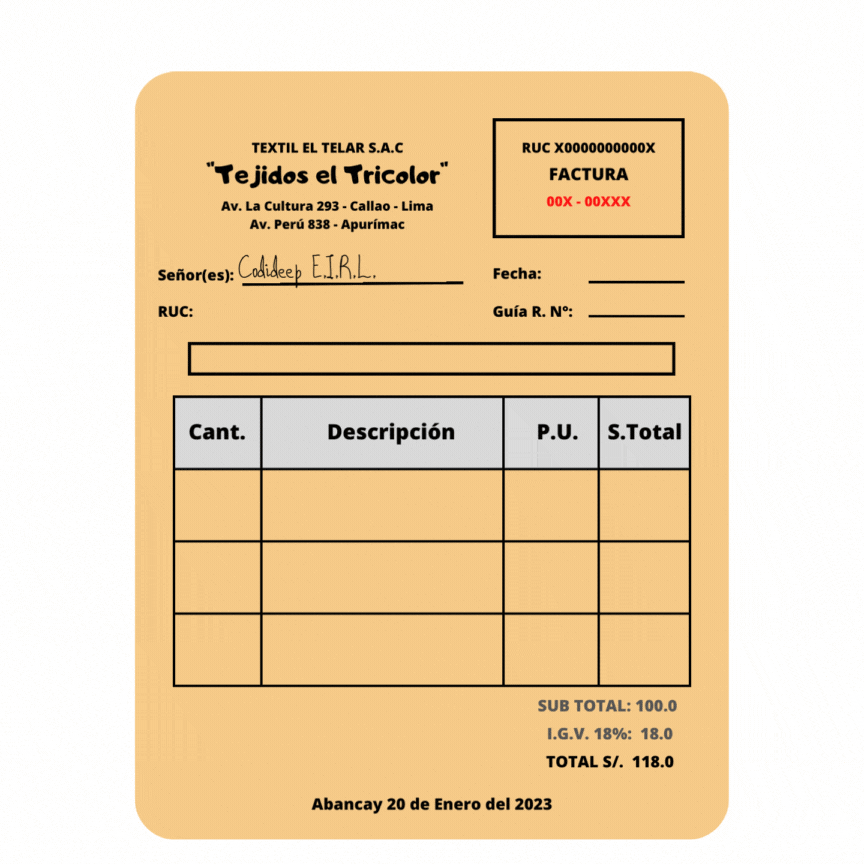 TEXTIL EL TELAR S.A.C
"Tejidos el Tricolor"
Av. La Cultura 293 - Callao - Lima
Av. Perú 838 - Apurímac
RUC X0000000000X
FACTURA
00X - 00XXX
Señor(es): Codideep E.I.R.L.
Fecha:
RUC:
Guía R. Nº:
Cant. Descripción P.U. S.Total
SUB TOTAL: 100.0
I.G.V. 18%: 18.0
TOTAL S/. 118.0
Abancay 20 de Enero del 2023